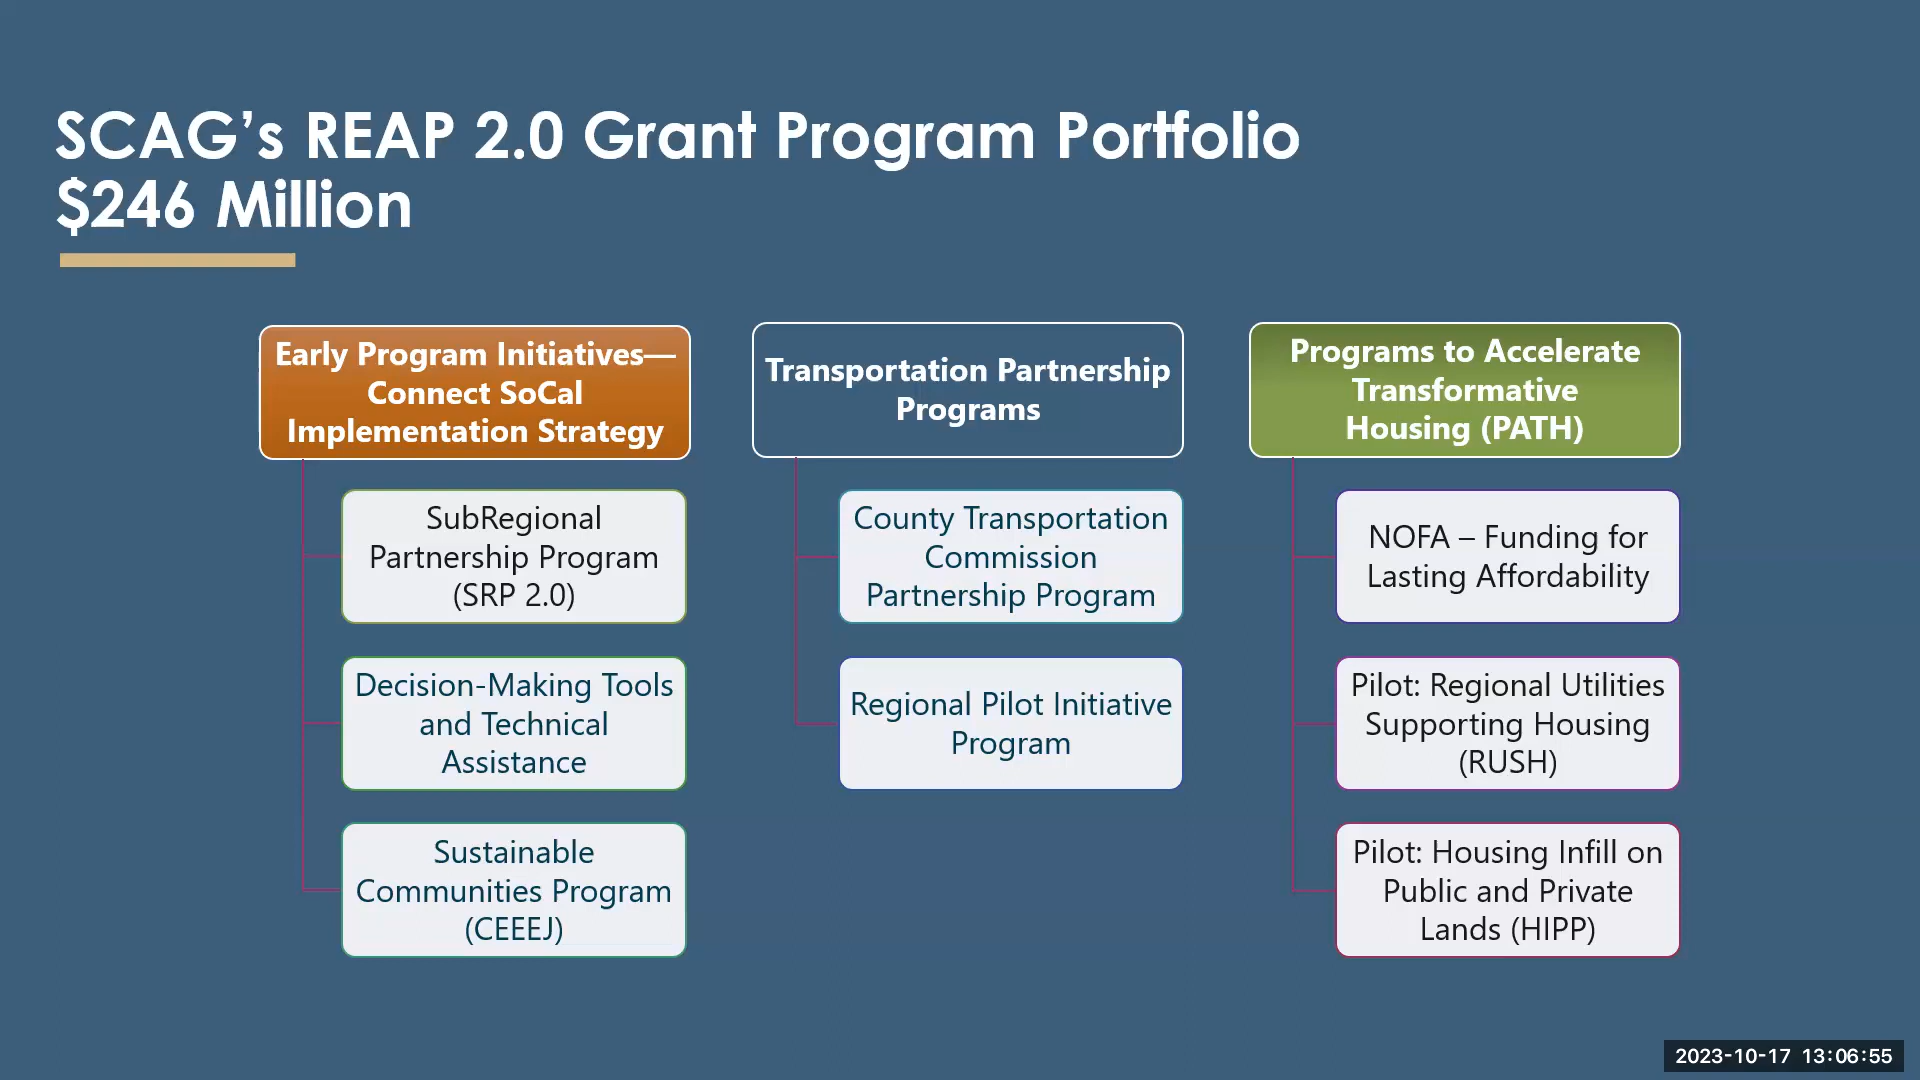 SCAG’s REAP 2.0 Grant Program Portfolio
$246 Million
Early Program Initiatives—
Connect SoCal
Implementation Strategy
SubRegional
Partnership Program
(SRP 2.0)
Decision-Making Tools
and Technical
Assistance
Sustainable
Communities Program
(CEEEJ)
Transportation Partnership
Programs
County Transportation
Commission
Partnership Program
Regional Pilot Initiative
Program
Programs to Accelerate
Transformative
Housing (PATH)
NOFA – Funding for
Lasting Affordability
Pilot: Regional Utilities
Supporting Housing
(RUSH)
Pilot: Housing Infill on
Public and Private
Lands (HIPP)
2023-10-17 13:06:55